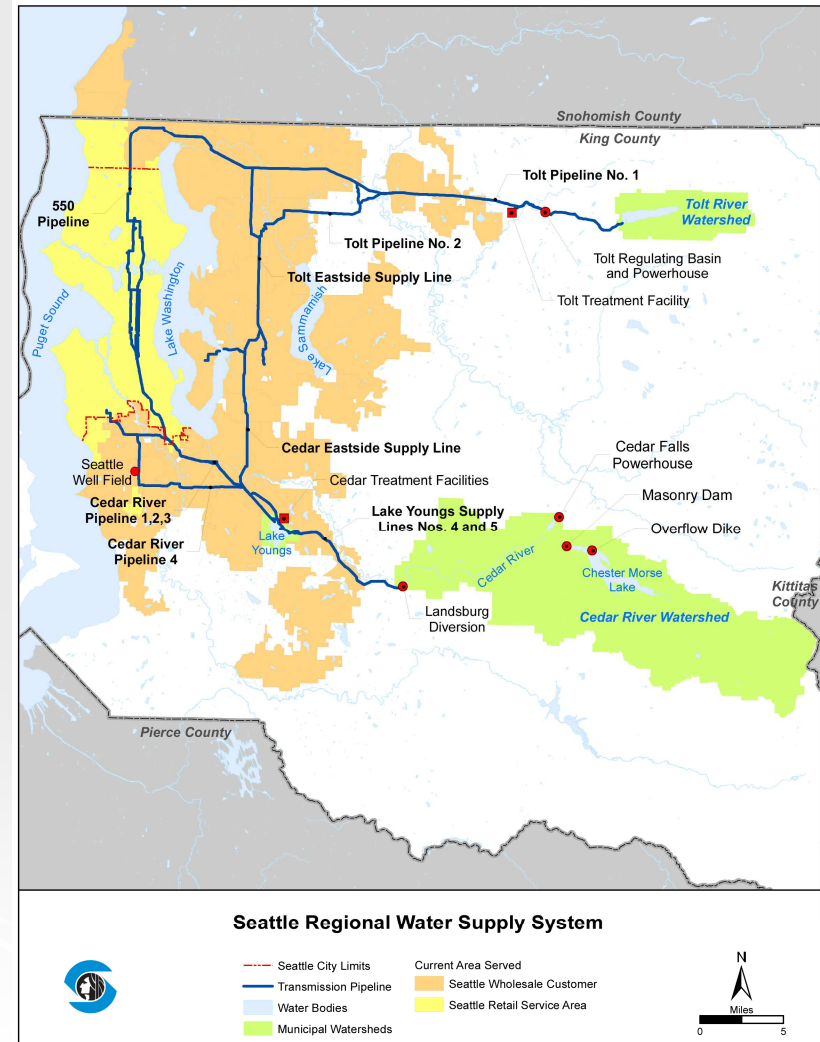 Snohomish County
King County
Tolt Pipeline No. 1
550
Pipeline
Tolt River
Watershed
Tolt Pipeline No. 2
Tolt Regulating Basin
and Powerhouse
Tolt Eastside Supply Line
Tolt Treatment Facility
Puget Sound
Lake Washington
Lake Sammamish
Cedar Eastside Supply Line
Cedar Falls
Powerhouse
Seattle
Well Field
Cedar Treatment Facilities
Masonry Dam
Cedar River
Pipeline 1,2,3
Lake Youngs Supply
Lines Nos. 4 and 5
Overflow Dike
Cedar River
Pipeline 4
Lake
Youngs
Cedar River
Chester Morse
Lake
Kittitas
County
Landsburg
Diversion
Cedar River Watershed
Pierce County
Seattle Regional Water Supply System
Seattle City Limits
Transmission Pipeline
Water Bodies
Municipal Watersheds
Current Area Served
Seattle Wholesale Customer
Seattle Retail Service Area
N
Miles
0 5